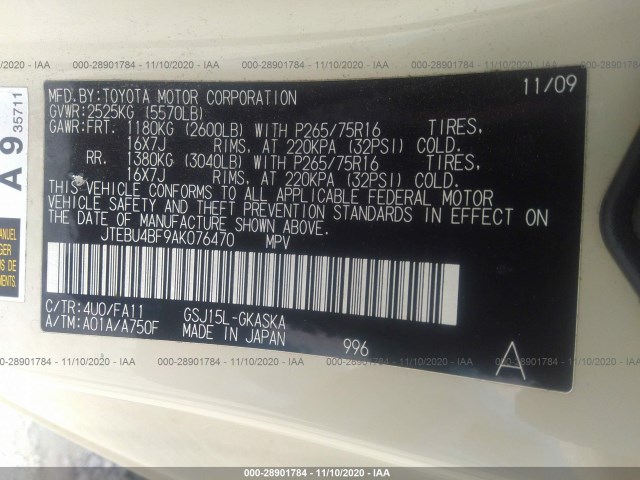 000-28901784 - 11/10/2020 - IAA
MFD.BY:TOYOTA MOTOR CORPORATION 11/09
GVWR:2525KG (5570LB)
GAWR:FRT. 1180KG (2600LB) WITH P265/75R16 TIRES,
16X7J RIMS, AT 220KPA (32PSI) COLD.
RR. 1380KG (3040LB) WITH P265/75R16 TIRES,
16X7J RIMS, AT 220KPA (32PSI) COLD.
THIS VEHICLE CONFORMS TO ALL APPLICABLE FEDERAL MOTOR
VEHICLE SAFETY AND THEFT PREVENTION STANDARDS IN EFFECT ON
THE DATE OF MANUFACTURE SHOWN ABOVE.
JTEBU4BF9AK076470 MPV
C/TR:4U0/FA11 GSJ15L-GKASKA
A/TM:A01A/A750F MADE IN JAPAN 996 A
A 9 35711
ANUEL
GER
000-28901784 - 11/10/2020 - IAA